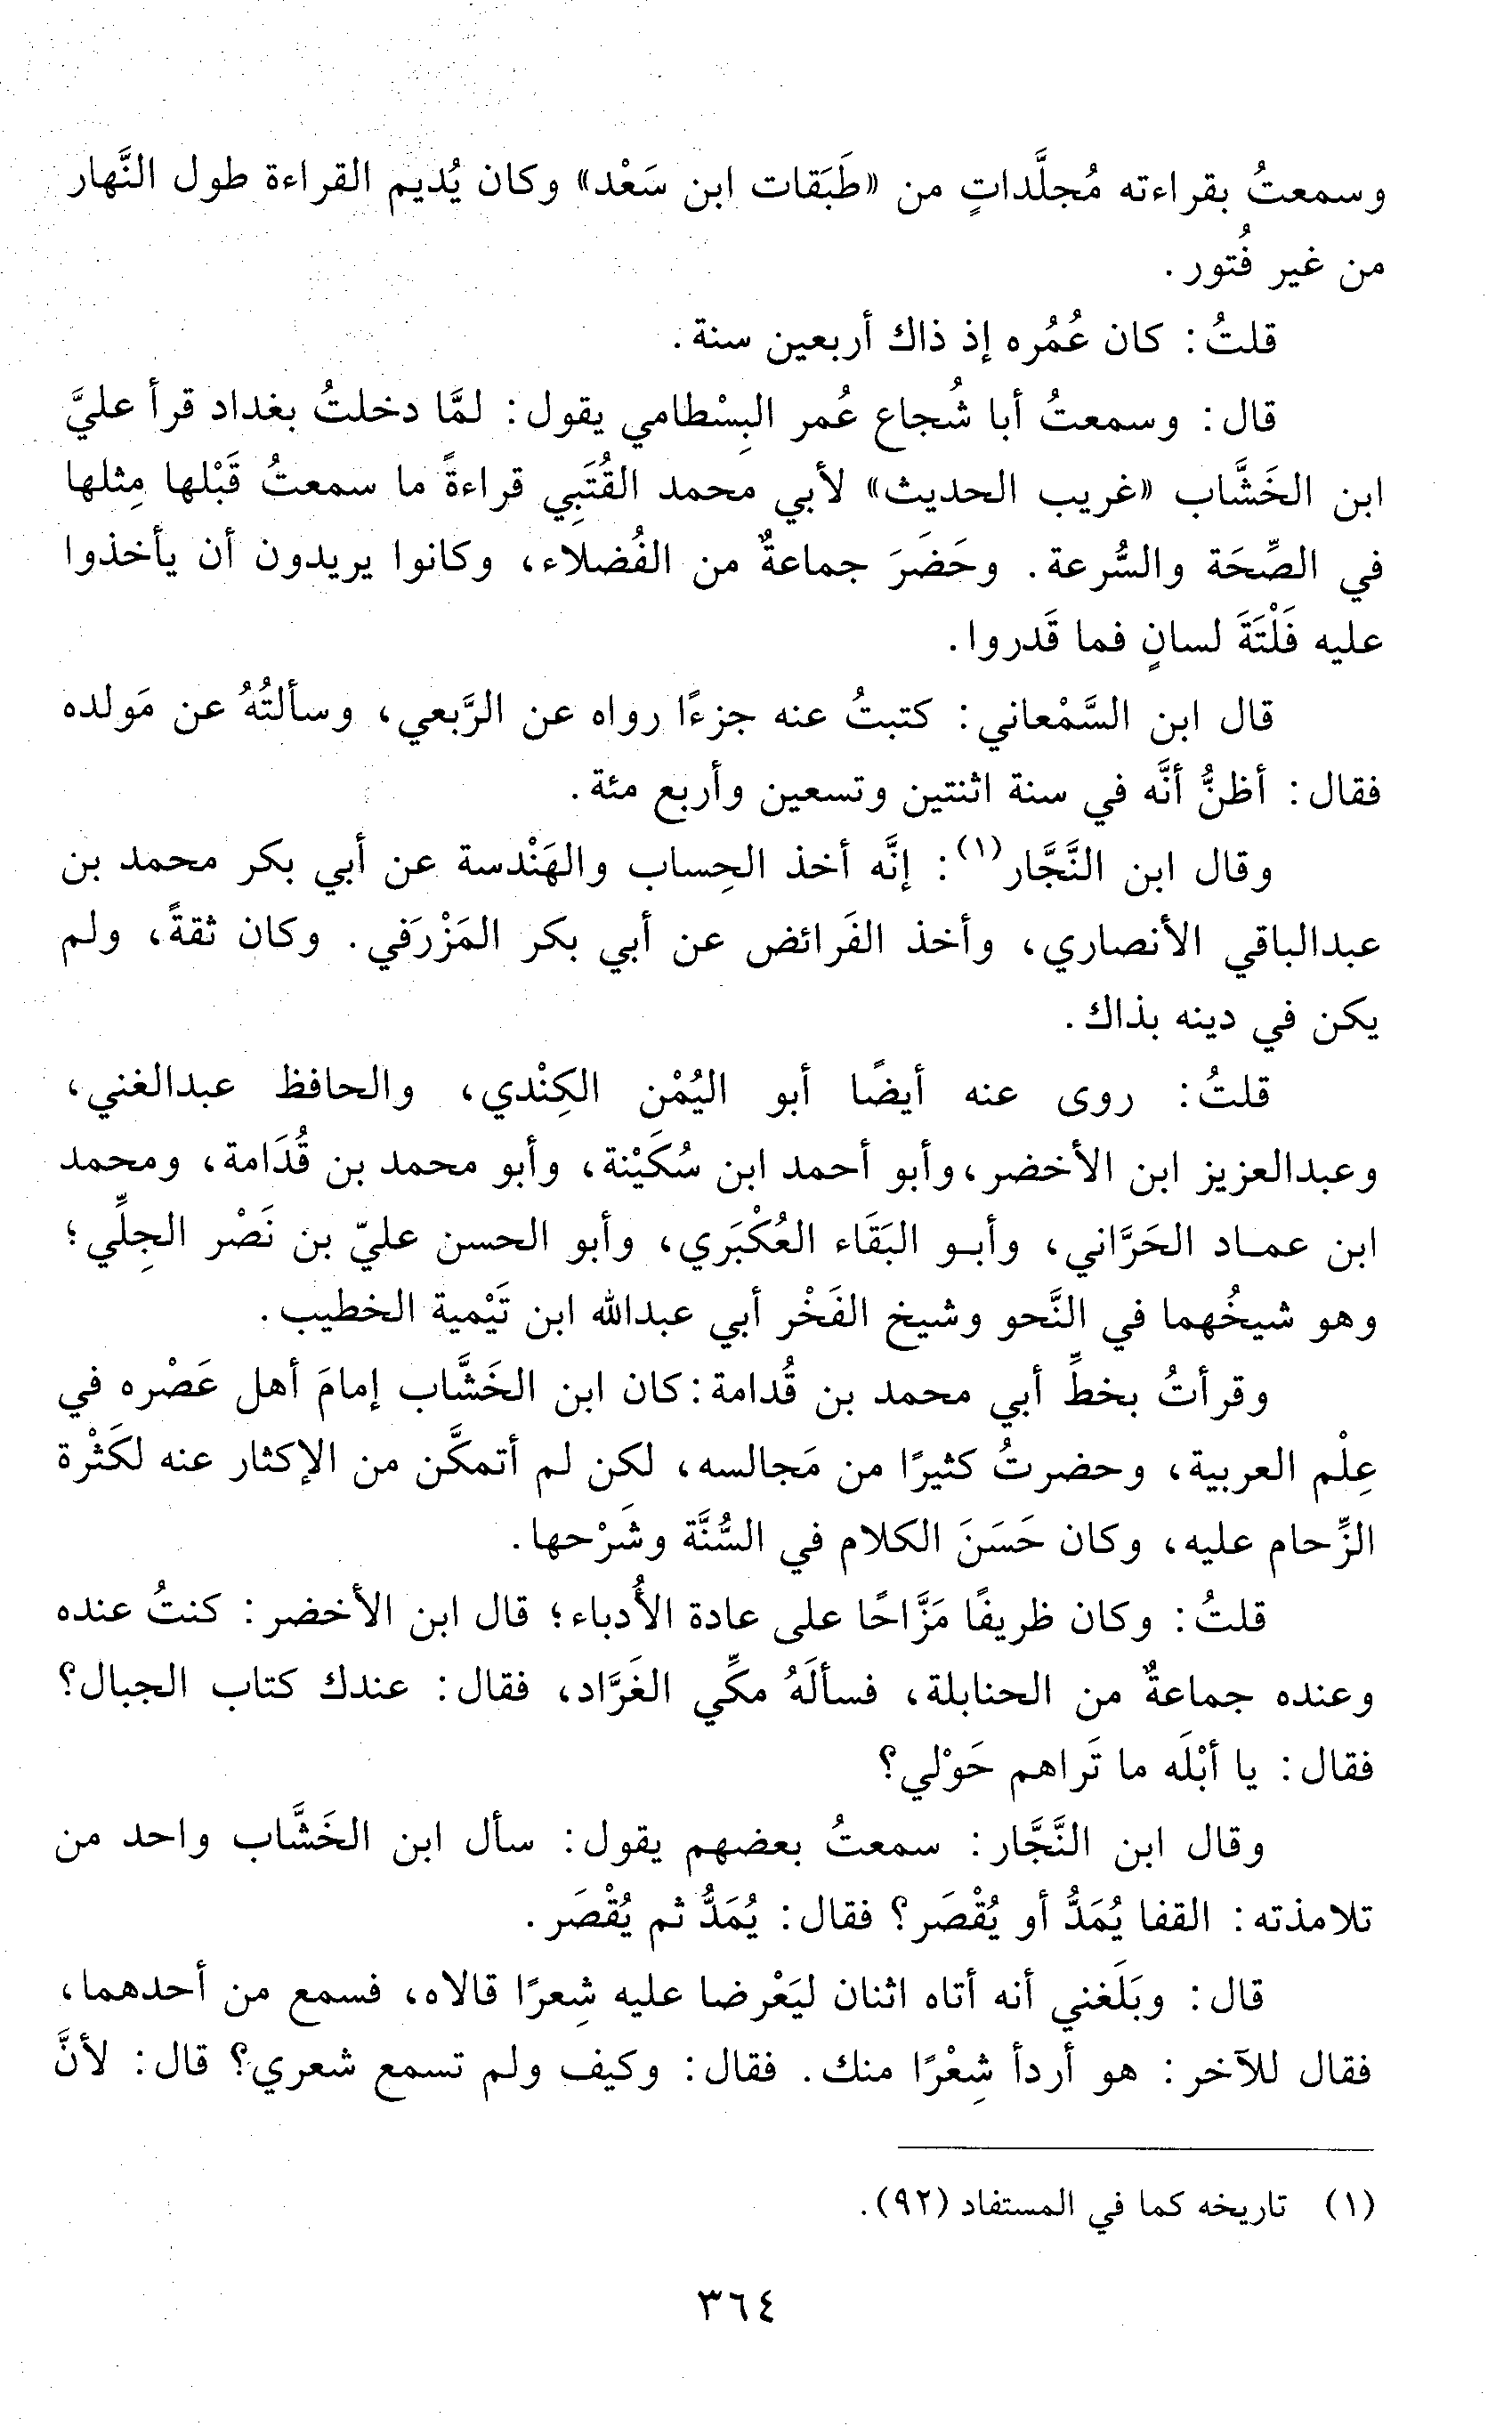 وسمعتُ بقراءته مُجلَّداتٍ من «طَبَقات ابن سَعْد» وكان يُديم القراءة طول النَّهار
من غير فُتور.
قلتُ: كان عُمُره إذ ذاك أربعين سنة.
قال: وسمعتُ أبا شُجاع عُمر البِسْطامي يقول: لمَّا دخلتُ بغداد قرأ عليَّ
ابن الخَشَّاب «غريب الحديث» لأبي محمد القُتَبِي قراءةً ما سمعتُ قَبْلها مِثلها
في الصِّحَة والسُّرعة. وحَضَرَ جماعةٌ من الفُضلاء، وكانوا يريدون أن يأخذوا
عليه فَلْتَةَ لسانٍ فما قَدروا.
قال ابن السَّمْعاني: كتبتُ عنه جزءًا رواه عن الرَّبعي، وسألتُهُ عن مَولده
فقال: أظنُّ أنَّه في سنة اثنتين وتسعين وأربع مئة.
وقال ابن النَّجَّار(١): إنَّه أخذ الحِساب والهَنْدسة عن أبي بكر محمد بن
عبدالباقي الأنصاري، وأخذ الفَرائض عن أبي بكر المَزْرَفي. وكان ثقةً، ولم
يكن في دينه بذاك.
قلتُ: روى عنه أيضًا أبو اليُمْن الكِنْدي، والحافظ عبدالغني،
وعبدالعزيز ابن الأخضر، وأبو أحمد ابن سُكَيْنة، وأبو محمد بن قُدَامة، ومحمد
ابن عماد الحَرَّاني، وأبو البَقَاء العُكْبَري، وأبو الحسن عليّ بن نَصْر الجِلِّي؛
وهو شيخُهما في النَّحو وشيخ الفَخْر أبي عبدالله ابن تَيْمية الخطيب.
وقرأتُ بخطِّ أبي محمد بن قُدامة: كان ابن الخَشَّاب إمامَ أهل عَصْره في
عِلْم العربية، وحضرتُ كثيرًا من مَجالسه، لكن لم أتمكَّن من الإكثار عنه لكَثْرة
الزِّحام عليه، وكان حَسَنَ الكلام في السُّنَّة وشَرْحها.
قلتُ: وكان ظريفًا مَزَّاحًا على عادة الأُدباء؛ قال ابن الأخضر: كنتُ عنده
وعنده جماعةٌ من الحنابلة، فسألَهُ مكِّي الغَرَّاد، فقال: عندك كتاب الجبال؟
فقال: يا أبْلَه ما تَراهم حَوْلي؟
وقال ابن النَّجَّار: سمعتُ بعضهم يقول: سأل ابن الخَشَّاب واحد من
تلامذته: القفا يُمَدُّ أو يُقْصَر؟ فقال: يُمَدُّ ثم يُقْصَر.
قال: وبَلَغني أنه أتاه اثنان ليَعْرضا عليه شِعرًا قالاه، فسمع من أحدهما،
فقال للآخر: هو أردأ شِعْرًا منك. فقال: وكيف ولم تسمع شعري؟ قال: لأنَّ
(١) تاريخه كما في المستفاد (٩٢).
٣٦٤